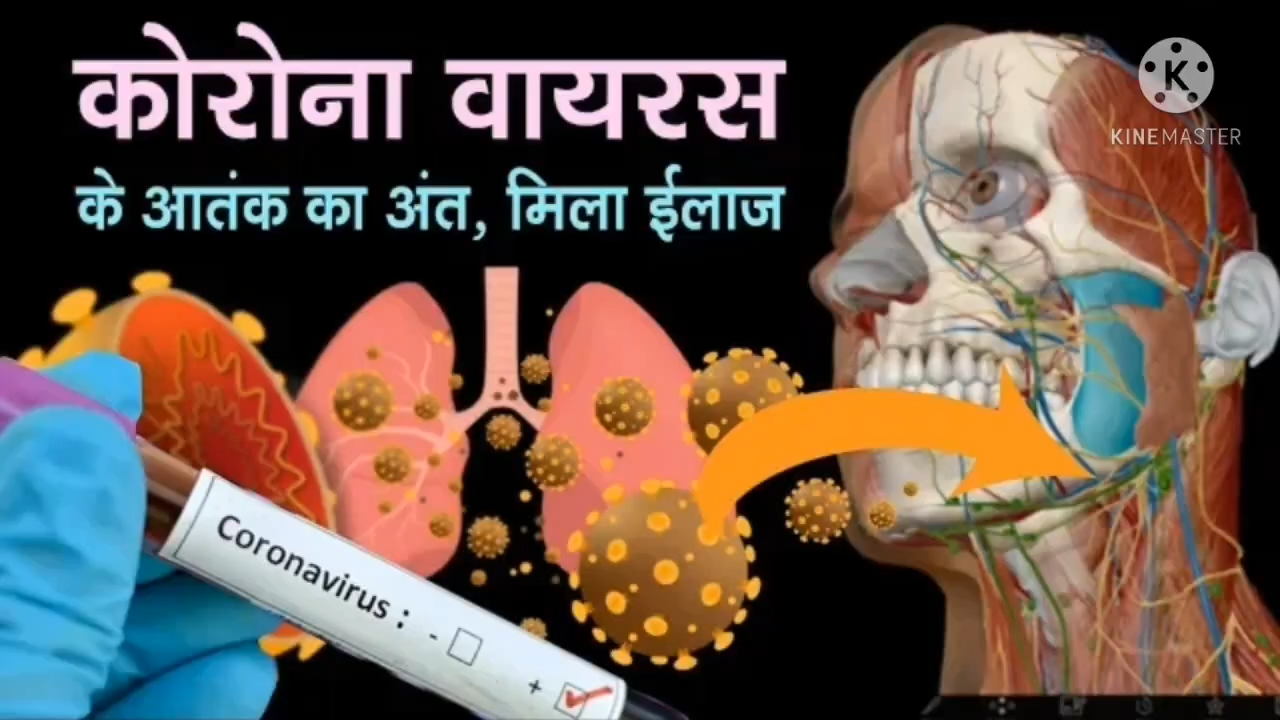 कोरोना वायरस
के आतंक का अंत, मिला ईलाज
K
KINEMASTER
Coronavirus :
-
+